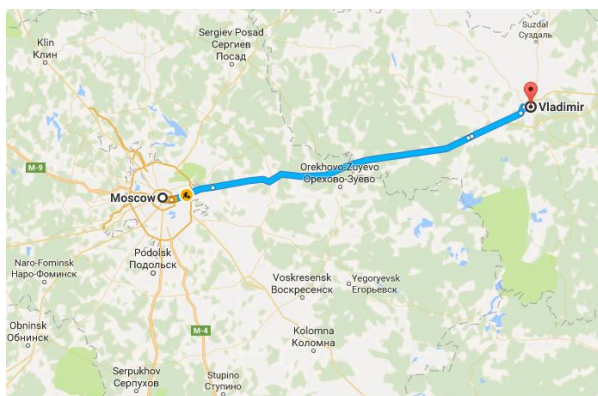 Klin
Клин
Sergiev Posad
Сергиев
Посад
Suzdal
Суздаль
Vladimir
M-9
Orekhovo-Zuyevo
Орехово-Зуево
Moscow
Podolsk
Подольск
Naro-Fominsk
Наро-Фоминск
Voskresensk
Воскресенск
Yegoryevsk
Егорьевск
Obninsk
Обнинск
M-4
Kolomna
Коломна
Serpukhov
Серпухов
Stupino
Ступино